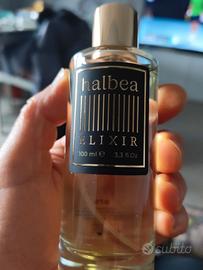 halbea
ELIXIR
100 ml e 3,3 fl.Oz
subito